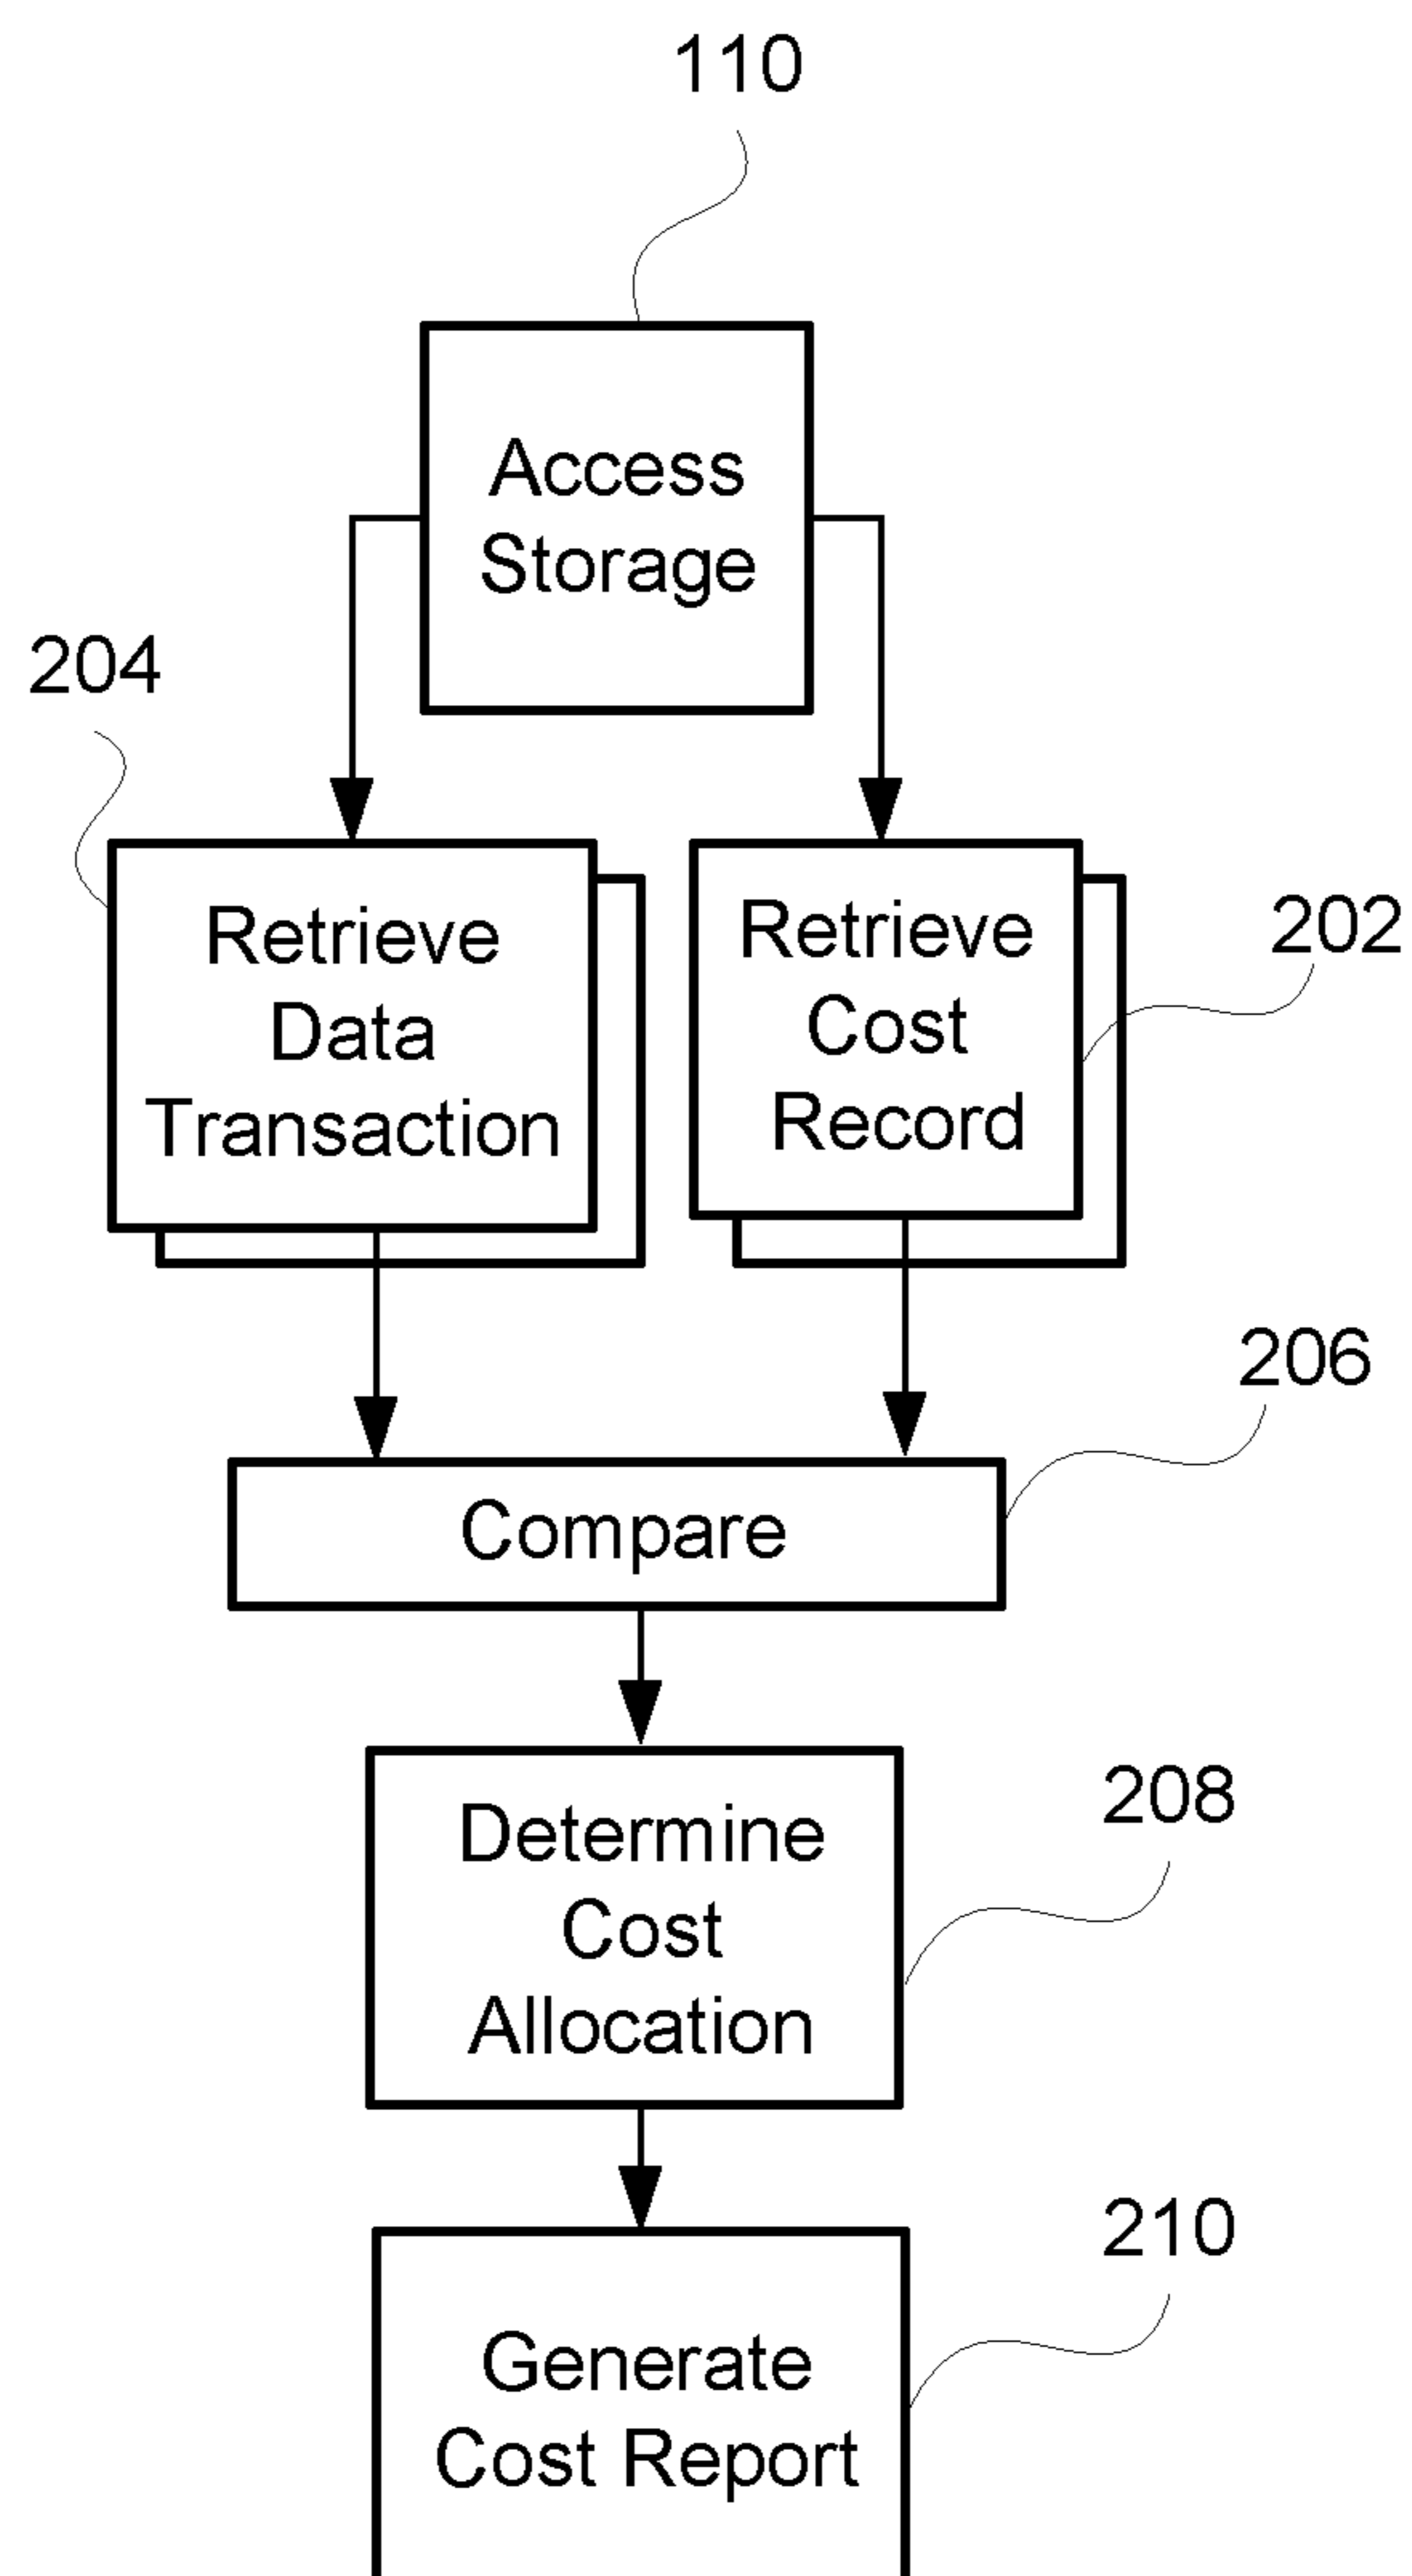 110
Access
Storage
204
Retrieve
Data
Transaction
Retrieve
Cost
Record
202
206
Compare
Determine
Cost
Allocation
208
210
Generate
Cost Report